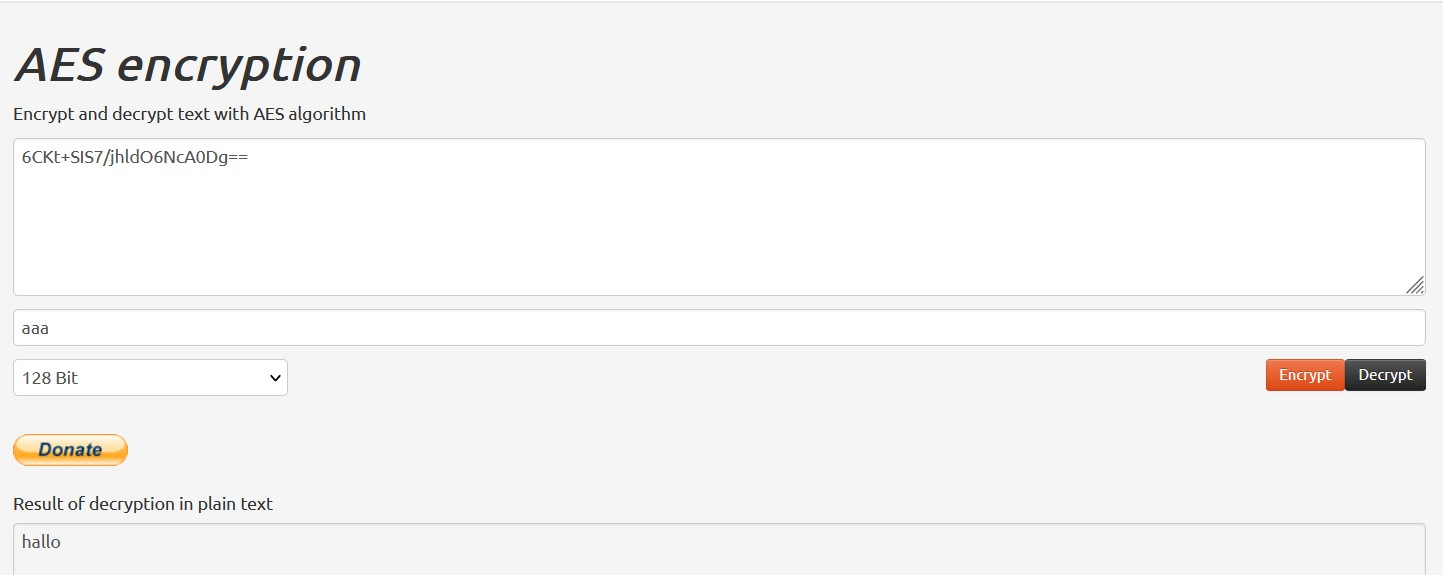 AES encryption
Encrypt and decrypt text with AES algorithm
6CKt+SIS7/jhldO6NcA0Dg==
aaa
128 Bit
Encrypt Decrypt
Donate
Result of decryption in plain text
hallo